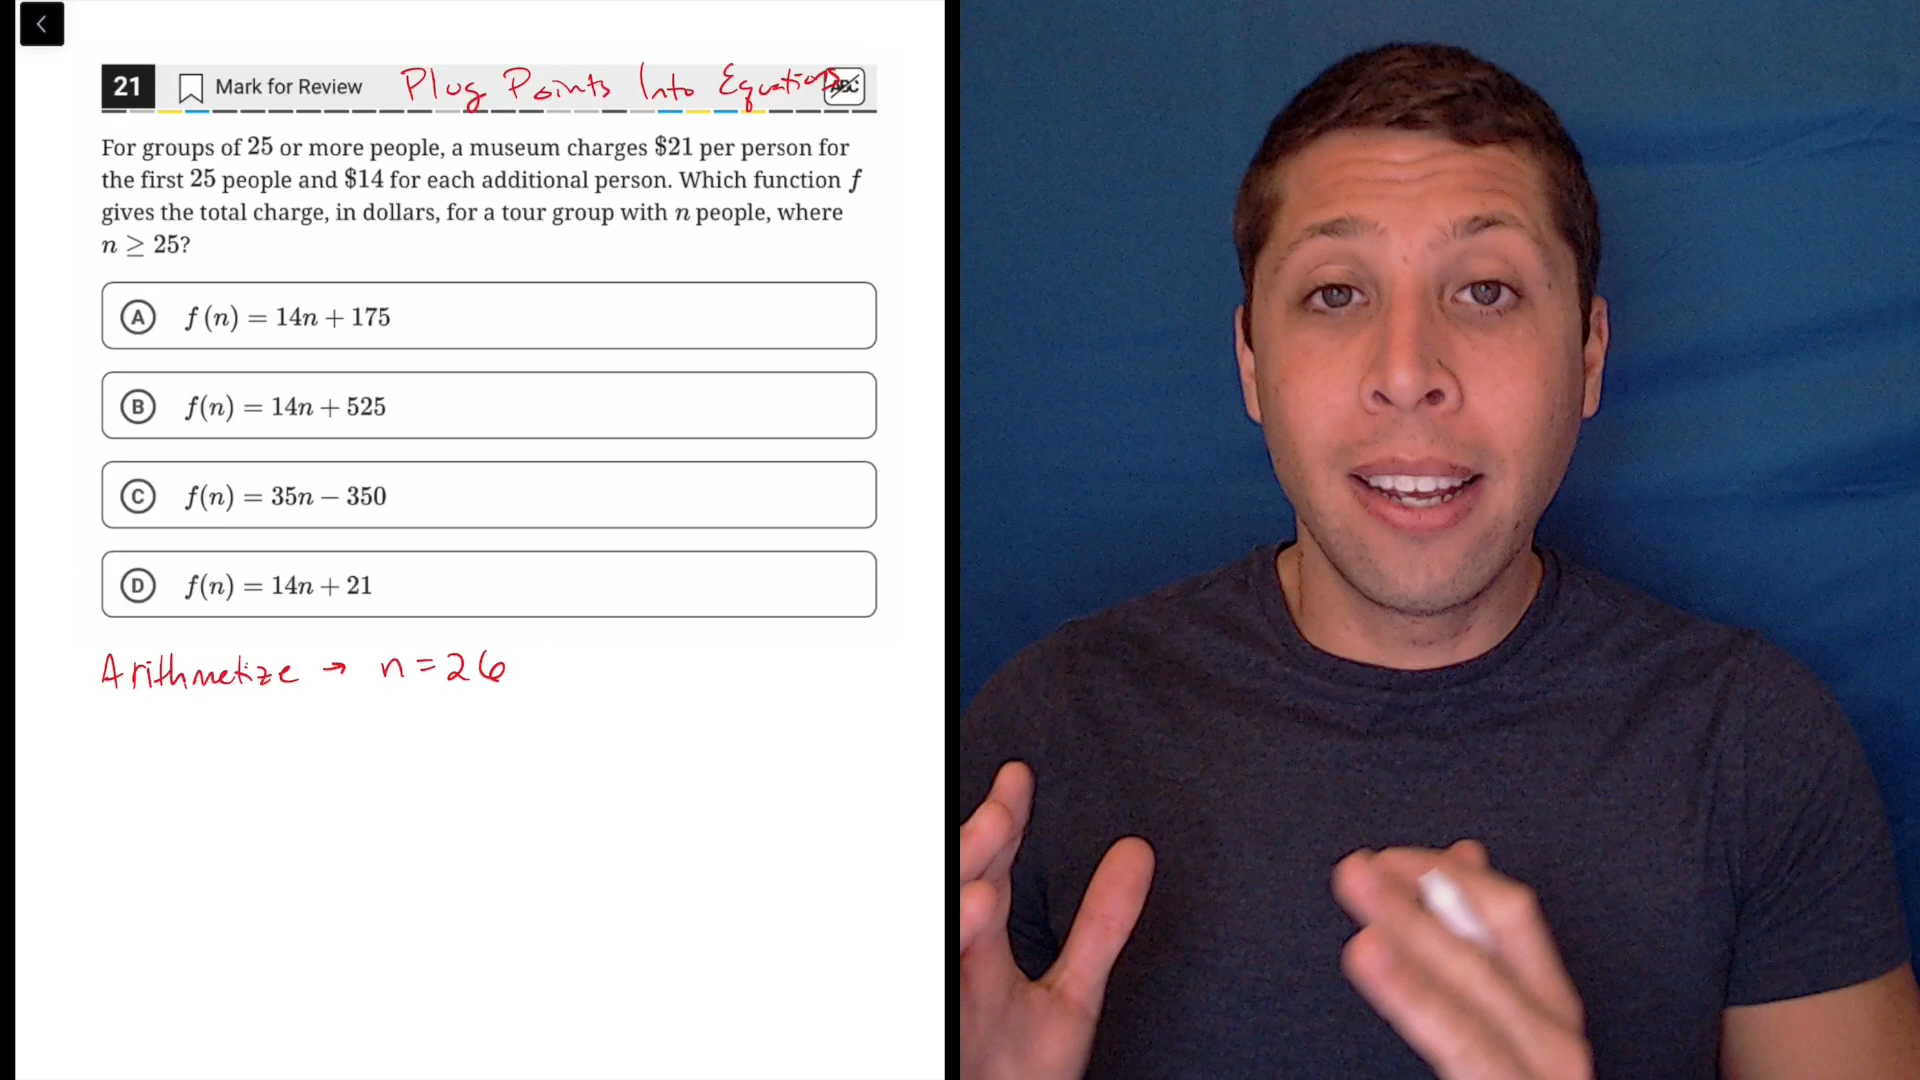 21 Mark for Review Plug Points Into Equations ABC
For groups of 25 or more people, a museum charges $21 per person for
the first 25 people and $14 for each additional person. Which function f
gives the total charge, in dollars, for a tour group with n people, where
n ≥ 25?
A f(n) = 14n + 175
B f(n) = 14n + 525
C f(n) = 35n − 350
D f(n) = 14n + 21
Arithmetize → n = 26